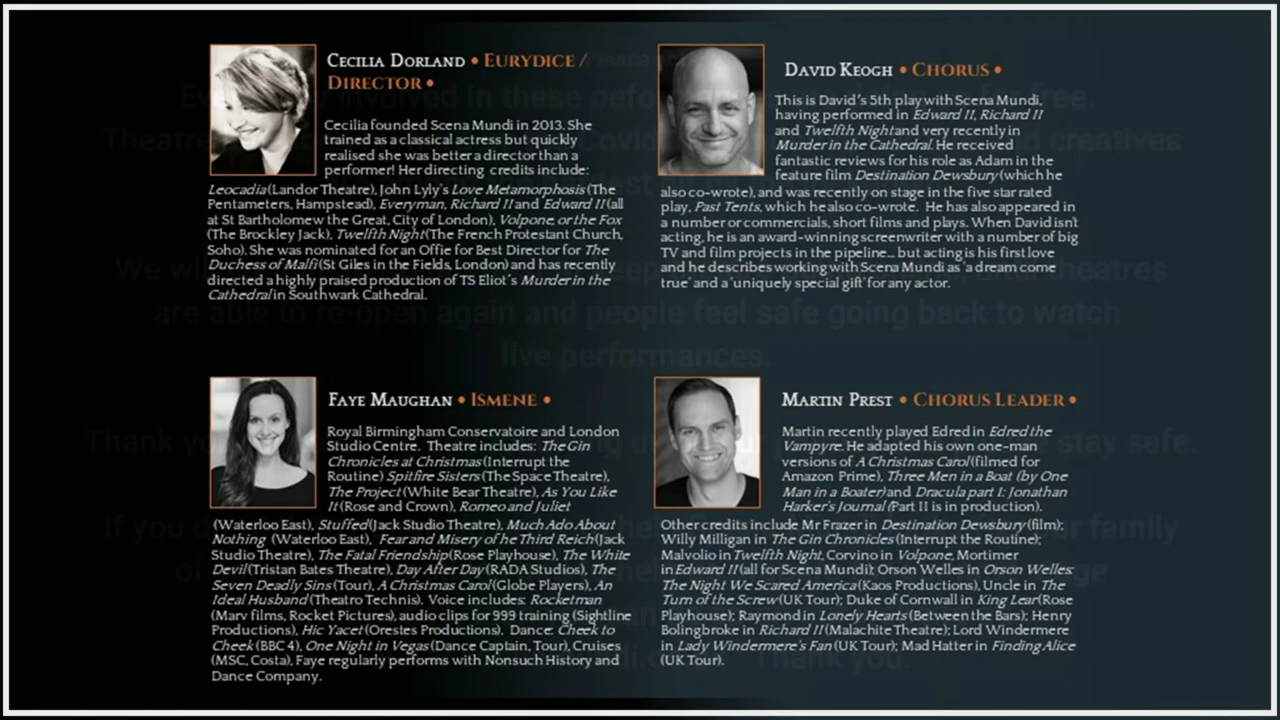 Cecilia Dorland • Eurydice /
Director •
Cecilia founded Scena Mundi in 2013. She
trained as a classical actress but quickly
realised she was better a director than a
performer! Her directing credits include:
Leocadia (Landor Theatre), John Lyly's Love Metamorphosis (The
Pentameters, Hampstead), Everyman, Richard II and Edward II (all
at St Bartholomew the Great, City of London), Volpone, or the Fox
(The Brockley Jack), Twelfth Night (The French Protestant Church,
Soho). She was nominated for an Offie for Best Director for The
Duchess of Malfi (St Giles in the Fields, London) and has recently
directed a highly praised production of TS Eliot's Murder in the
Cathedral in Southwark Cathedral.
David Keogh • Chorus •
This is David's 5th play with Scena Mundi,
having performed in Edward II, Richard II
and Twelfth Night and very recently in
Murder in the Cathedral. He received
fantastic reviews for his role as Adam in the
feature film Destination Dewsbury (which he
also co-wrote), and was recently on stage in the five star rated
play, Past Tents, which he also co-wrote. He has also appeared in
a number or commercials, short films and plays. When David isn't
acting, he is an award-winning screenwriter with a number of big
TV and film projects in the pipeline... but acting is his first love
and he describes working with Scena Mundi as 'a dream come
true' and a 'uniquely special gift' for any actor.
Faye Maughan • Ismene •
Royal Birmingham Conservatoire and London
Studio Centre. Theatre includes: The Gin
Chronicles at Christmas (Interrupt the
Routine) Spitfire Sisters (The Space Theatre),
The Project (White Bear Theatre), As You Like
It (Rose and Crown), Romeo and Juliet
(Waterloo East), Stuffed (Jack Studio Theatre), Much Ado About
Nothing (Waterloo East), Fear and Misery of he Third Reich (Jack
Studio Theatre), The Fatal Friendship (Rose Playhouse), The White
Devil (Tristan Bates Theatre), Day After Day (RADA Studios), The
Seven Deadly Sins (Tour), A Christmas Carol (Globe Players), An
Ideal Husband (Theatro Technis). Voice includes: Rocketman
(Marv films, Rocket Pictures), audio clips for 999 training (Sightline
Productions), Hic Yacet (Orestes Productions). Dance: Cheek to
Cheek (BBC 4), One Night in Vegas (Dance Captain, Tour), Cruises
(MSC, Costa), Faye regularly performs with Nonsuch History and
Dance Company.
Martin Prest • Chorus Leader •
Martin recently played Edred in Edred the
Vampyre. He adapted his own one-man
versions of A Christmas Carol (filmed for
Amazon Prime), Three Men in a Boat (by One
Man in a Boater) and Dracula part I: Jonathan
Harker's Journal (Part II is in production).
Other credits include Mr Frazer in Destination Dewsbury (film);
Willy Milligan in The Gin Chronicles (Interrupt the Routine);
Malvolio in Twelfth Night, Corvino in Volpone, Mortimer
in Edward II (all for Scena Mundi); Orson Welles in Orson Welles:
The Night We Scared America (Kaos Productions), Uncle in The
Turn of the Screw (UK Tour); Duke of Cornwall in King Lear (Rose
Playhouse); Raymond in Lonely Hearts (Between the Bars); Henry
Bolingbroke in Richard II (Malachite Theatre); Lord Windermere
in Lady Windermere's Fan (UK Tour); Mad Hatter in Finding Alice
(UK Tour).
are able to re-open again and people feel safe going back to watch
live performances.
Thank you.